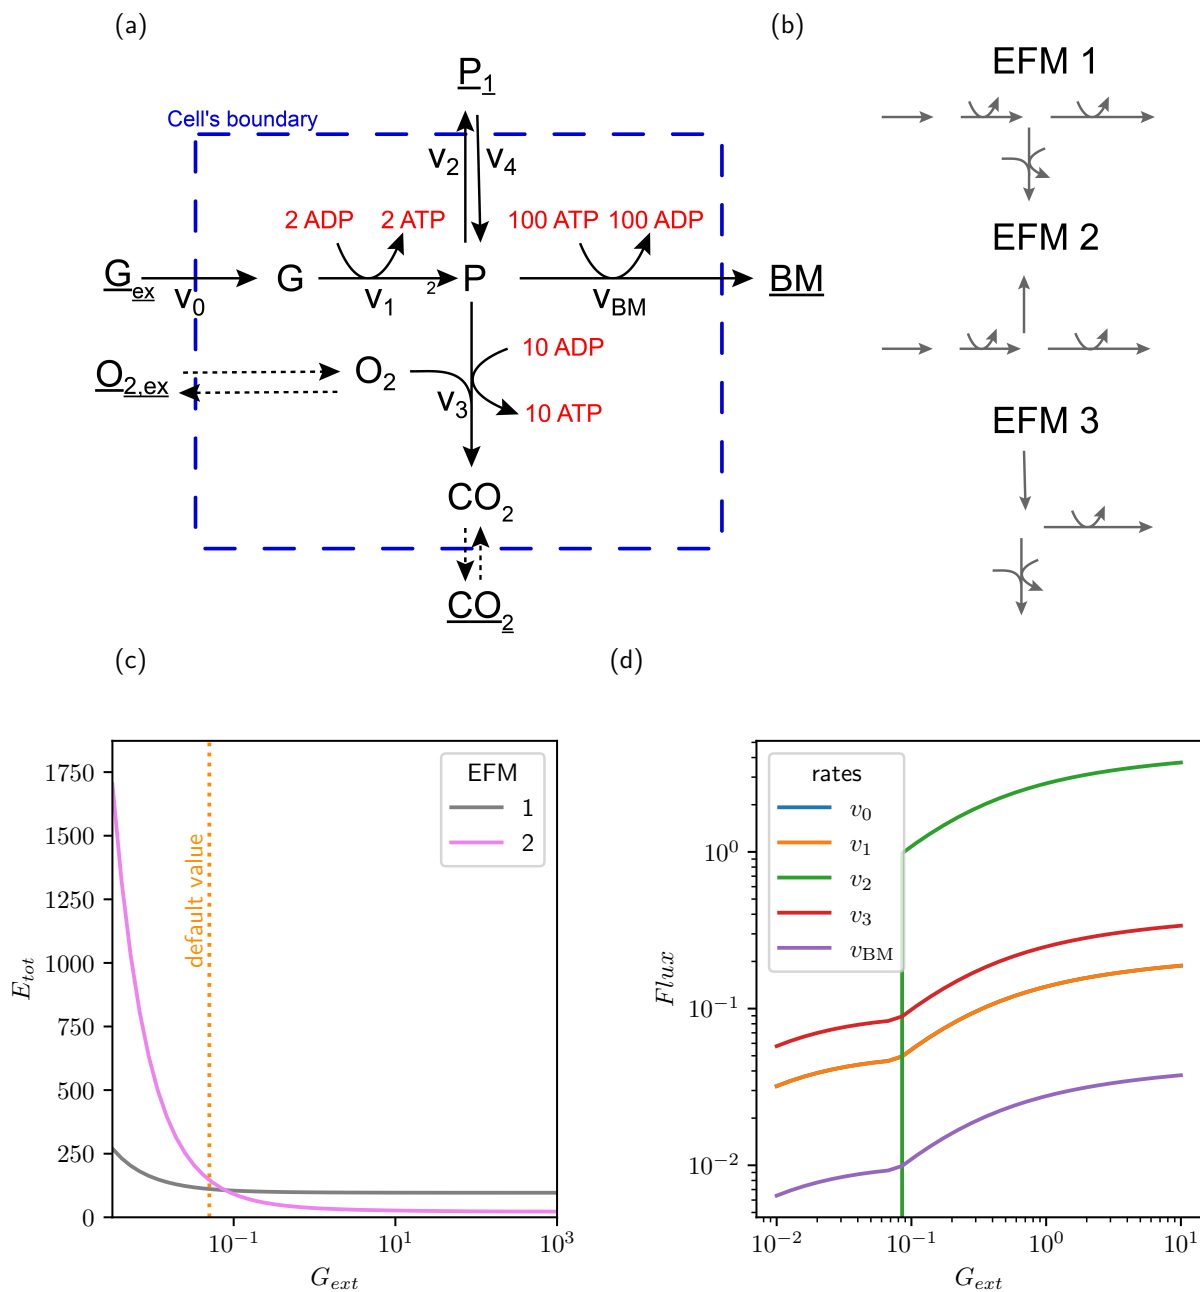 (a)
(b)
P1
EFM 1
Cell's boundary
v2
v4
2 ADP
2 ATP
100 ATP
100 ADP
EFM 2
Gex
G
2
P
BM
v0
v1
vBM
O2,ex
O2
10 ADP
v3
10 ATP
EFM 3
CO2
CO2
(c)
(d)
1750
1500
1250
1000
750
500
250
0
Etot
default value
EFM
1
2
10−1
101
103
Gext
rates
v0
v1
v2
v3
vBM
100
10−1
10−2
Flux
10−2
10−1
100
101
Gext